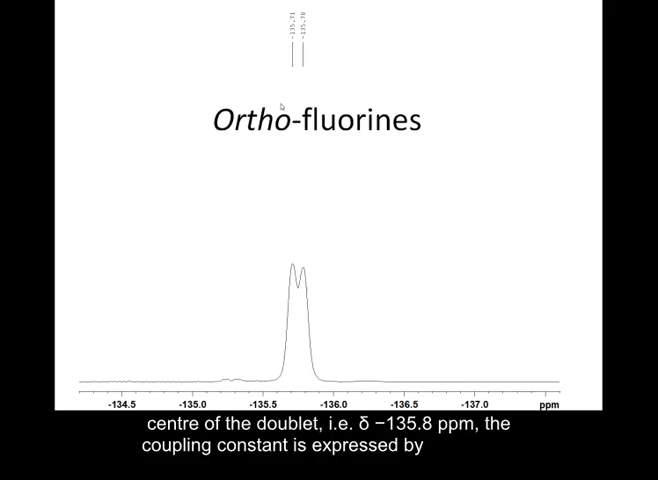 -135.71
-135.78
Ortho-fluorines
-134.5 -135.0 -135.5 -136.0 -136.5 -137.0 ppm
centre of the doublet, i.e. δ −135.8 ppm, the
coupling constant is expressed by